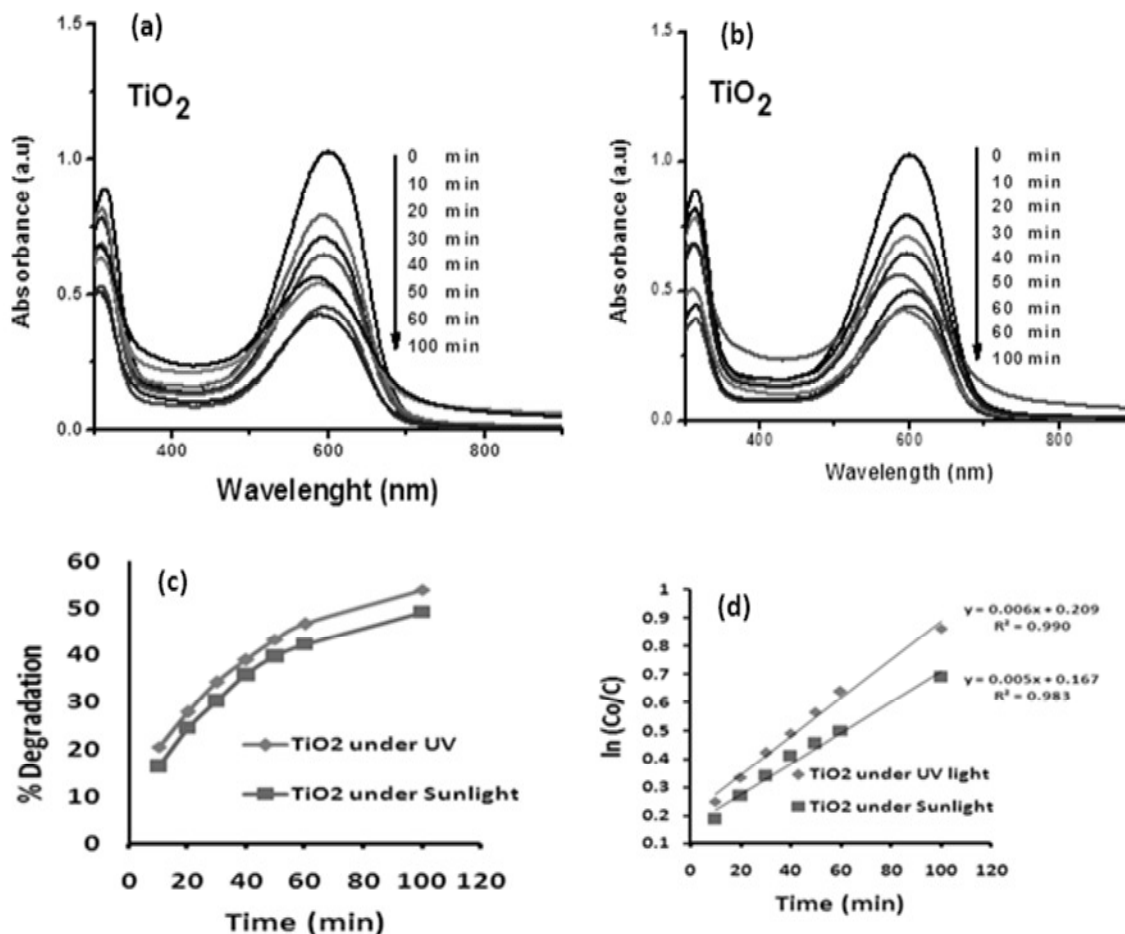 (a)
TiO2
1.5
1.0
0.5
0.0
Absorbance (a.u)
0 min
10 min
20 min
30 min
40 min
50 min
60 min
100 min
400 600 800
Wavelenght (nm)
(b)
TiO2
1.5
1.0
0.5
0.0
Absorbance (a.u)
0 min
10 min
20 min
30 min
40 min
50 min
60 min
60 min
100 min
400 600 800
Wavelength (nm)
(c)
60
50
40
30
20
10
0
% Degradation
TiO2 under UV
TiO2 under Sunlight
0 20 40 60 80 100 120
Time (min)
(d)
1
0.9
0.8
0.7
0.6
0.5
0.4
0.3
0.2
0.1
ln (Co/C)
y = 0.006x + 0.209
R² = 0.990
y = 0.005x + 0.167
R² = 0.983
TiO2 under UV light
TiO2 under Sunlight
0 20 40 60 80 100 120
Time (min)